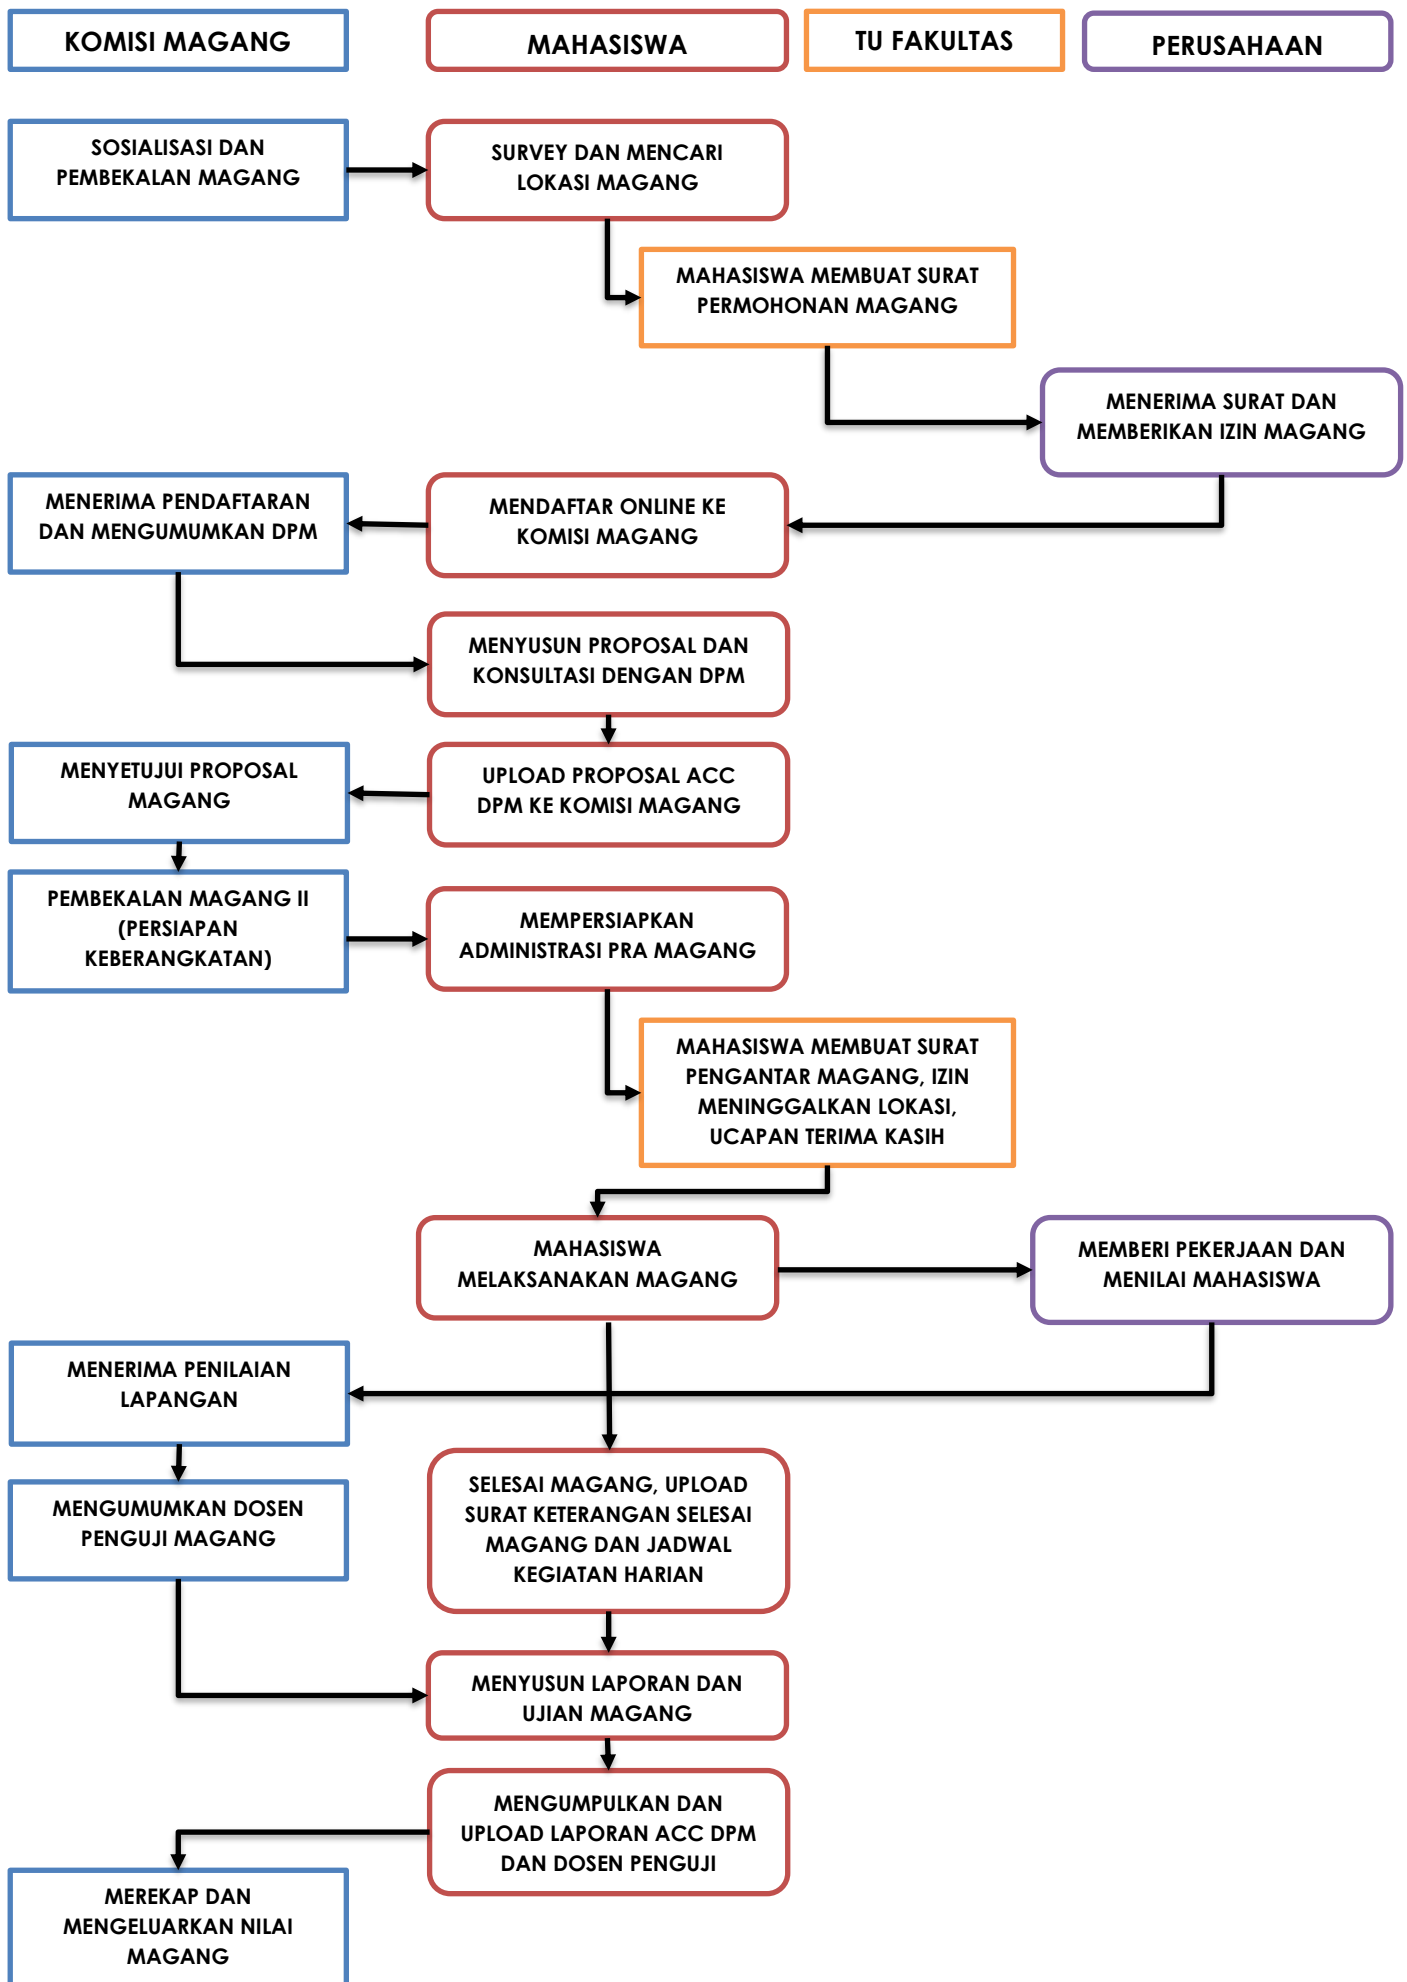 KOMISI MAGANG
MAHASISWA
TU FAKULTAS
PERUSAHAAN
SOSIALISASI DAN
PEMBEKALAN MAGANG
SURVEY DAN MENCARI
LOKASI MAGANG
MAHASISWA MEMBUAT SURAT
PERMOHONAN MAGANG
MENERIMA SURAT DAN
MEMBERIKAN IZIN MAGANG
MENERIMA PENDAFTARAN
DAN MENGUMUMKAN DPM
MENDAFTAR ONLINE KE
KOMISI MAGANG
MENYUSUN PROPOSAL DAN
KONSULTASI DENGAN DPM
MENYETUJUI PROPOSAL
MAGANG
UPLOAD PROPOSAL ACC
DPM KE KOMISI MAGANG
PEMBEKALAN MAGANG II
(PERSIAPAN
KEBERANGKATAN)
MEMPERSIAPKAN
ADMINISTRASI PRA MAGANG
MAHASISWA MEMBUAT SURAT
PENGANTAR MAGANG, IZIN
MENINGGALKAN LOKASI,
UCAPAN TERIMA KASIH
MAHASISWA
MELAKSANAKAN MAGANG
MEMBERI PEKERJAAN DAN
MENILAI MAHASISWA
MENERIMA PENILAIAN
LAPANGAN
SELESAI MAGANG, UPLOAD
SURAT KETERANGAN SELESAI
MAGANG DAN JADWAL
KEGIATAN HARIAN
MENGUMUMKAN DOSEN
PENGUJI MAGANG
MENYUSUN LAPORAN DAN
UJIAN MAGANG
MENGUMPULKAN DAN
UPLOAD LAPORAN ACC DPM
DAN DOSEN PENGUJI
MEREKAP DAN
MENGELUARKAN NILAI
MAGANG